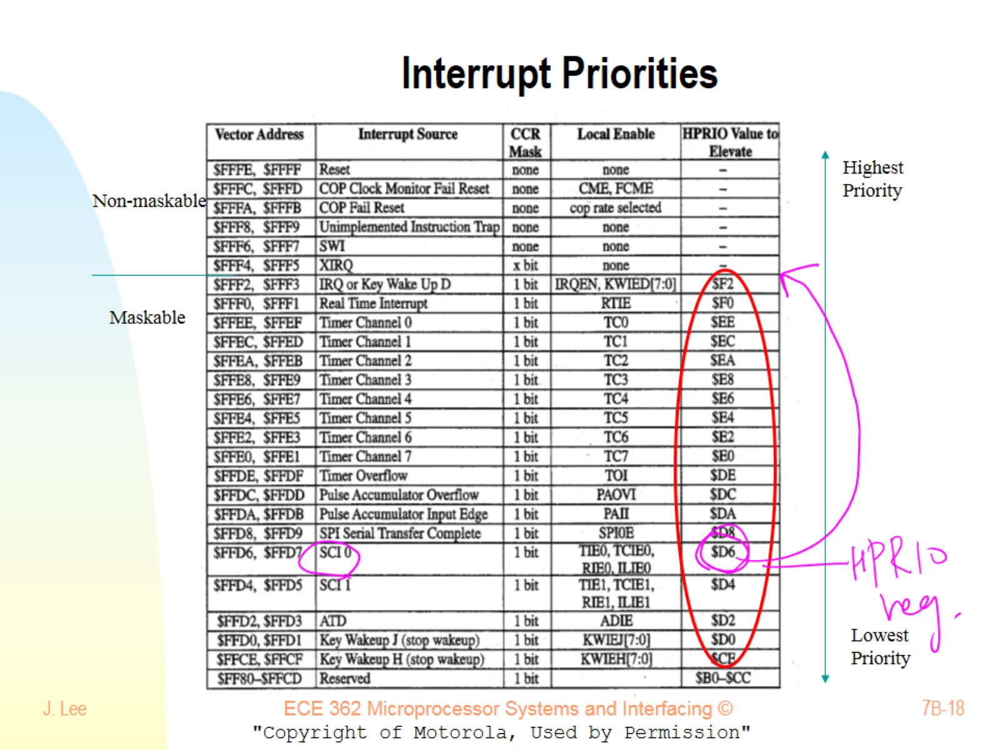 Interrupt Priorities
Vector Address Interrupt Source CCR Mask Local Enable HPRIO Value to Elevate
$FFFE, $FFFF Reset none none –
$FFFC, $FFFD COP Clock Monitor Fail Reset none CME, FCME –
$FFFA, $FFFB COP Fail Reset none cop rate selected –
$FFF8, $FFF9 Unimplemented Instruction Trap none none –
$FFF6, $FFF7 SWI none none –
$FFF4, $FFF5 XIRQ x bit none –
$FFF2, $FFF3 IRQ or Key Wake Up D 1 bit IRQEN, KWIED[7:0] $F2
$FFF0, $FFF1 Real Time Interrupt 1 bit RTIE $F0
$FFEE, $FFEF Timer Channel 0 1 bit TC0 $EE
$FFEC, $FFED Timer Channel 1 1 bit TC1 $EC
$FFEA, $FFEB Timer Channel 2 1 bit TC2 $EA
$FFE8, $FFE9 Timer Channel 3 1 bit TC3 $E8
$FFE6, $FFE7 Timer Channel 4 1 bit TC4 $E6
$FFE4, $FFE5 Timer Channel 5 1 bit TC5 $E4
$FFE2, $FFE3 Timer Channel 6 1 bit TC6 $E2
$FFE0, $FFE1 Timer Channel 7 1 bit TC7 $E0
$FFDE, $FFDF Timer Overflow 1 bit TOI $DE
$FFDC, $FFDD Pulse Accumulator Overflow 1 bit PAOVI $DC
$FFDA, $FFDB Pulse Accumulator Input Edge 1 bit PAII $DA
$FFD8, $FFD9 SPI Serial Transfer Complete 1 bit SPI0E $D8
$FFD6, $FFD7 SCI 0 1 bit TIE0, TCIE0, $D6
RIE0, ILIE0
$FFD4, $FFD5 SCI 1 1 bit TIE1, TCIE1, $D4
RIE1, ILIE1
$FFD2, $FFD3 ATD 1 bit ADIE $D2
$FFD0, $FFD1 Key Wakeup J (stop wakeup) 1 bit KWIEJ[7:0] $D0
$FFCE, $FFCF Key Wakeup H (stop wakeup) 1 bit KWIEH[7:0] $CE
$FF80–$FFCD Reserved 1 bit $B0–$CC
Non-maskable
Maskable
Highest
Priority
HPRIO
reg.
Lowest
Priority
J. Lee
ECE 362 Microprocessor Systems and Interfacing ©
7B-18
"Copyright of Motorola, Used by Permission"